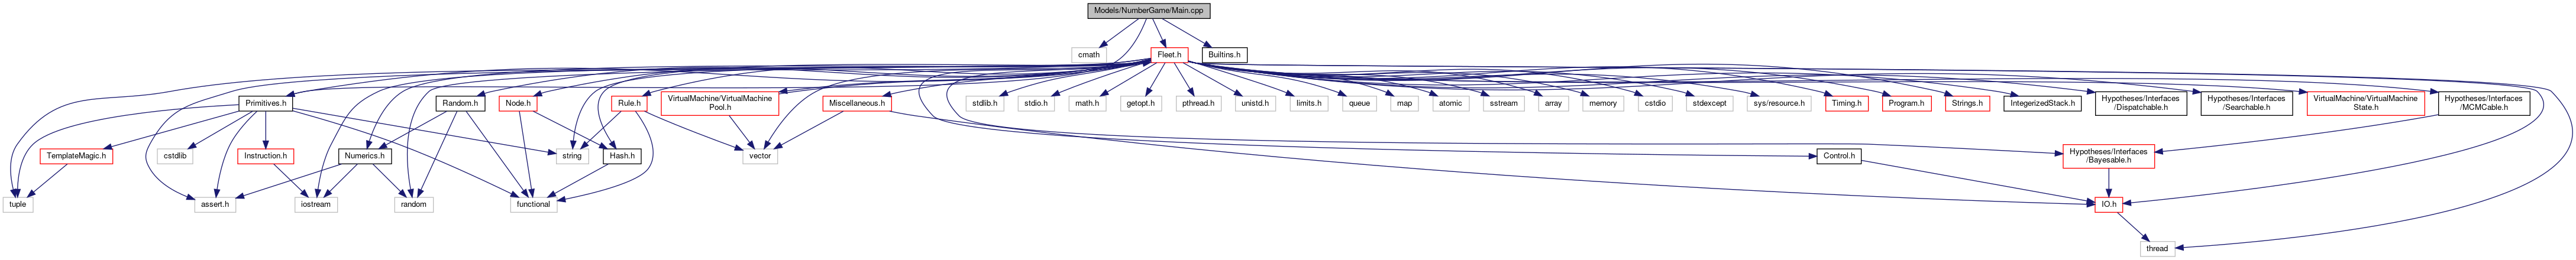 Models/NumberGame/Main.cpp
cmath
Fleet.h
Builtins.h
Primitives.h
Random.h
Node.h
Rule.h
VirtualMachine/VirtualMachine
Pool.h
Miscellaneous.h
stdlib.h
stdio.h
math.h
getopt.h
pthread.h
unistd.h
limits.h
queue
map
atomic
sstream
array
memory
cstdio
stdexcept
sys/resource.h
Timing.h
Program.h
Strings.h
IntegerizedStack.h
Hypotheses/Interfaces
/Dispatchable.h
Hypotheses/Interfaces
/Searchable.h
VirtualMachine/VirtualMachine
State.h
Hypotheses/Interfaces
/MCMCable.h
TemplateMagic.h
cstdlib
Instruction.h
Numerics.h
string
Hash.h
vector
Control.h
Hypotheses/Interfaces
/Bayesable.h
tuple
assert.h
iostream
random
functional
IO.h
thread